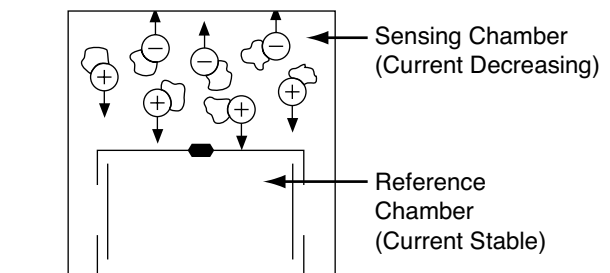 Sensing Chamber
(Current Decreasing)
Reference
Chamber
(Current Stable)